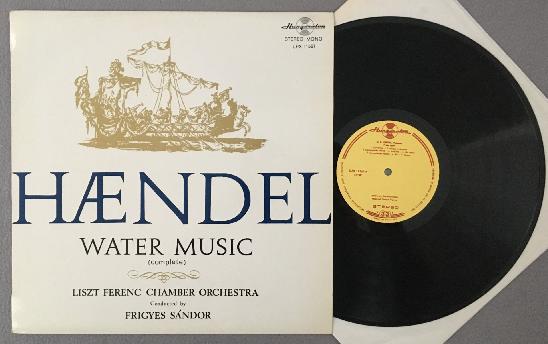 Hungaroton
STEREO MONO
HÆNDEL
WATER MUSIC
(complete)
LISZT FERENC CHAMBER ORCHESTRA
Conducted by
FRIGYES SÁNDOR
Hungaroton
STEREO